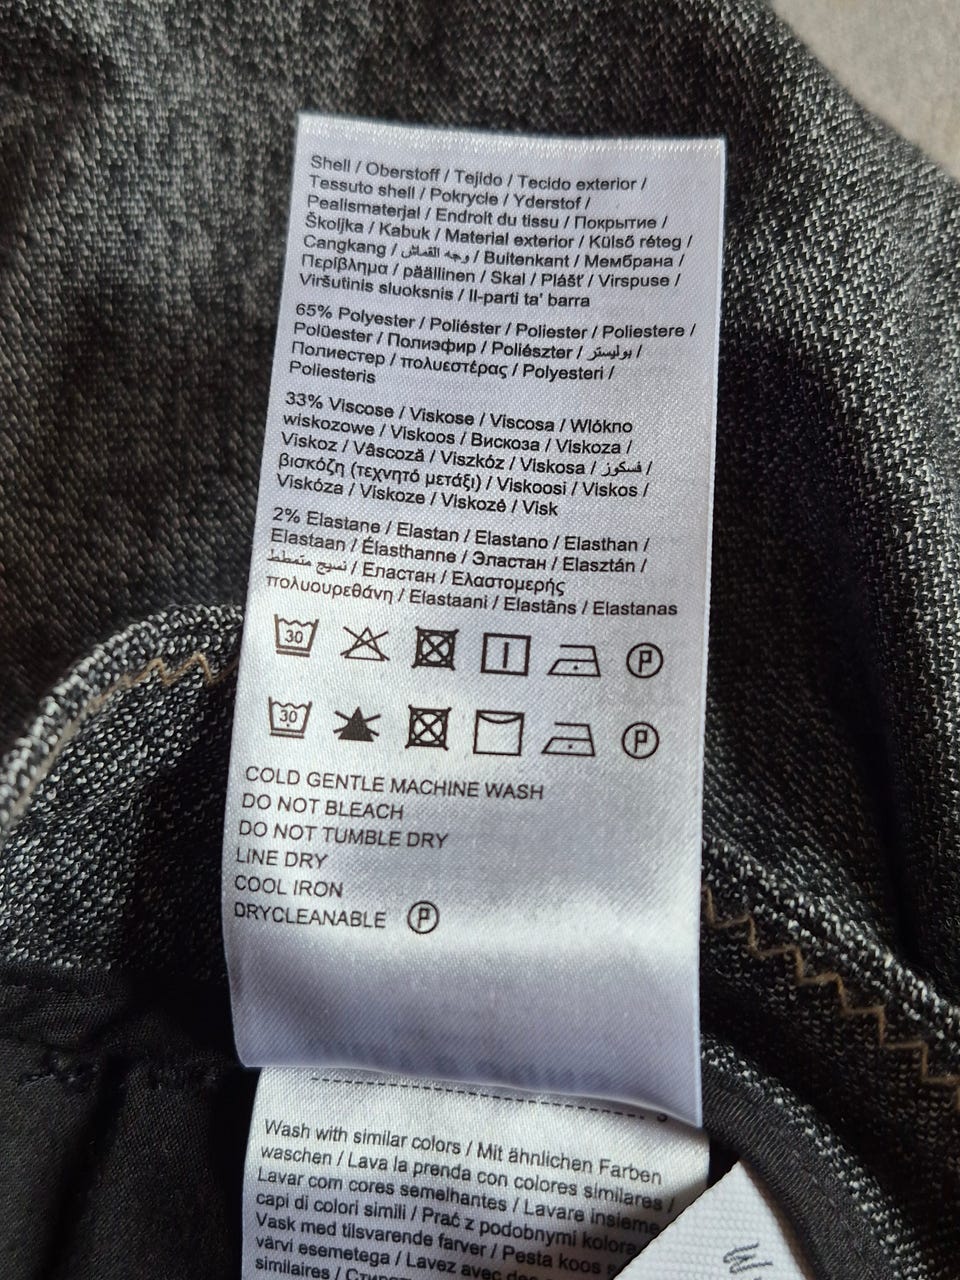 Shell / Oberstoff / Tejido / Tecido exterior /
Tessuto shell / Pokrycie / Yderstof /
Pealismaterjal / Endroit du tissu / Покрытие /
Školjka / Kabuk / Material exterior / Külső réteg /
Cangkang / وجه القماش / Buitenkant / Мембрана /
Περίβλημα / päällinen / Skal / Plášť / Virspuse /
Viršutinis sluoksnis / Il-parti ta' barra
65% Polyester / Poliéster / Poliester / Poliestere /
Polüester / Полиэфир / Poliészter / بوليستر /
Полиестер / πολυεστέρας / Polyesteri /
Poliesteris
33% Viscose / Viskose / Viscosa / Wlókno
wiskozowe / Viskoos / Вискоза / Viskoza /
Viskoz / Vâscoză / Viszkóz / Viskosa / فسكوز /
βισκόζη (τεχνητό μετάξι) / Viskoosi / Viskos /
Viskóza / Viskoze / Viskozė / Visk
2% Elastane / Elastan / Elastano / Elasthan /
Elastaan / Élasthanne / Эластан / Elasztán /
نسيج متمطط / Еластан / Ελαστομερής
πολυουρεθάνη / Elastaani / Elastāns / Elastanas
30 P
30 P
COLD GENTLE MACHINE WASH
DO NOT BLEACH
DO NOT TUMBLE DRY
LINE DRY
COOL IRON
DRYCLEANABLE P
Wash with similar colors / Mit ähnlichen Farben
waschen / Lava la prenda con colores similares /
Lavar com cores semelhantes / Lavare insieme
capi di colori simili / Prać z podobnymi kolora
Vask med tilsvarende farver / Pesta koos
värvi esemetega / Lavez avec des
similaires /